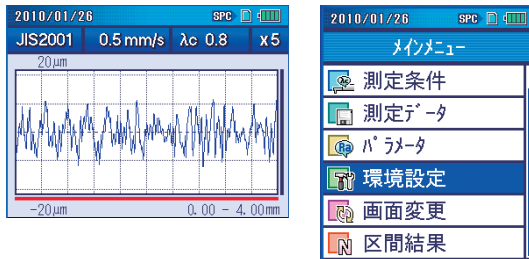 2010/01/26 SPC
JIS2001 0.5 mm/s λc 0.8 x5
20μm
-20μm 0.00 - 4.00mm
2010/01/26 SPC
メインメニュー
測定条件
測定データ
Ra パラメータ
環境設定
画面変更
N 区間結果